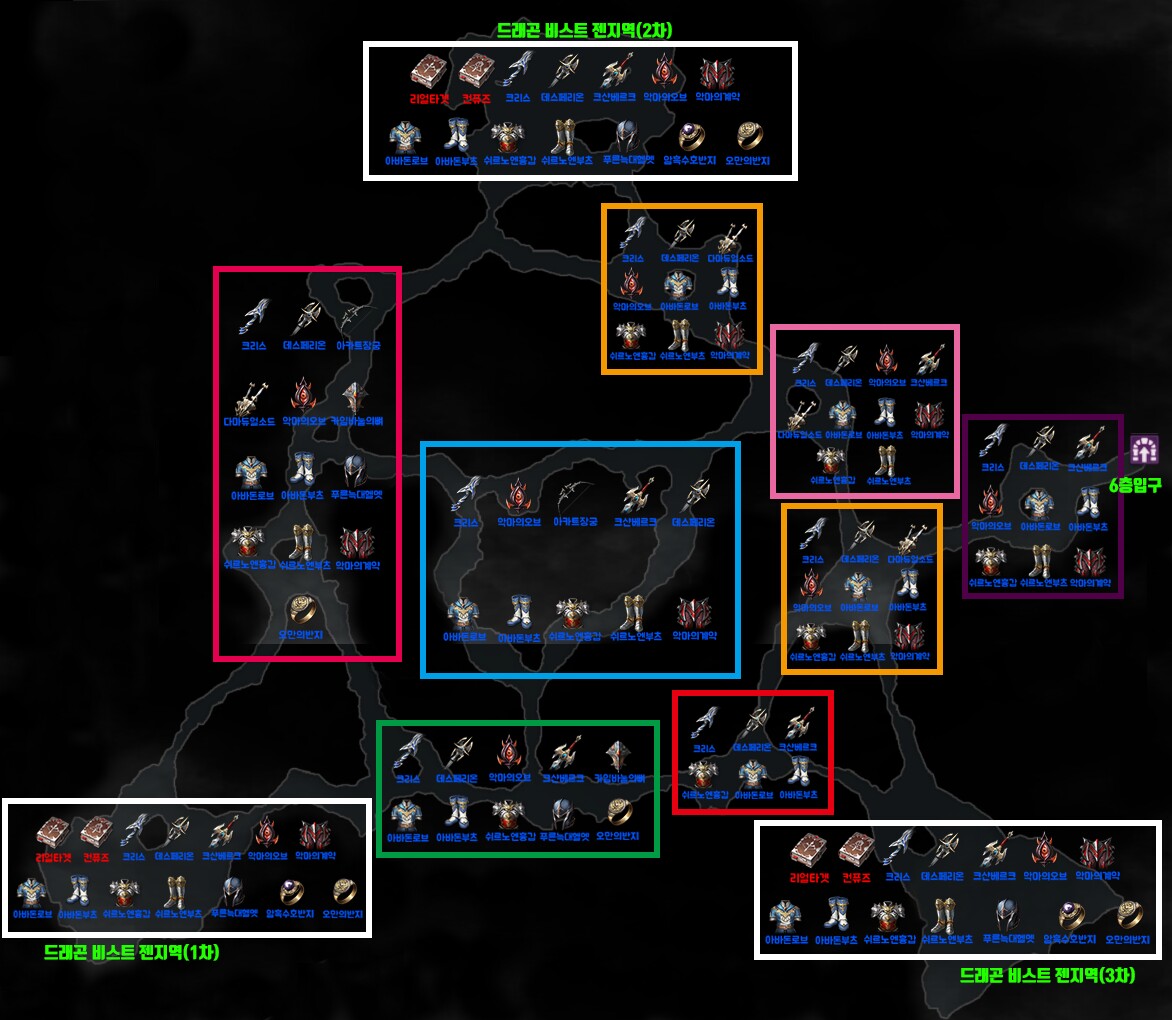 드래곤 비스트 젠지역(2차)
리얼타겟 컨퓨즈 크리스 데스페리온 크산베르크 악마의오브 악마의계약
아바돈로브 아바돈부츠 쉬르노엔흉갑 쉬르노엔부츠 푸른늑대헬멧 암흑수호반지 오만의반지
크리스 데스페리온 다마듀얼소드
악마의오브 아바돈로브 아바돈부츠
쉬르노엔흉갑 쉬르노엔부츠 악마의계약
크리스 데스페리온 아카트장궁
다마듀얼소드 악마의오브 카임바눔의뼈
아바돈로브 아바돈부츠 푸른늑대헬멧
쉬르노엔흉갑 쉬르노엔부츠 악마의계약
오만의반지
크리스 데스페리온 악마의오브 크산베르크
다마듀얼소드 아바돈로브 아바돈부츠 악마의계약
쉬르노엔흉갑 쉬르노엔부츠
크리스 데스페리온 크산베르크
악마의오브 아바돈로브 아바돈부츠
쉬르노엔흉갑 쉬르노엔부츠 악마의계약
6층입구
크리스 악마의오브 아카트장궁 크산베르크 데스페리온
아바돈로브 아바돈부츠 쉬르노엔흉갑 쉬르노엔부츠 악마의계약
크리스 데스페리온 다마듀얼소드
악마의오브 아바돈로브 아바돈부츠
쉬르노엔흉갑 쉬르노엔부츠 악마의계약
크리스 데스페리온 크산베르크
쉬르노엔흉갑 아바돈로브 아바돈부츠
크리스 데스페리온 악마의오브 크산베르크 카임바눔의뼈
아바돈로브 아바돈부츠 쉬르노엔흉갑 푸른늑대헬멧 오만의반지
리얼타겟 컨퓨즈 크리스 데스페리온 크산베르크 악마의오브 악마의계약
아바돈로브 아바돈부츠 쉬르노엔흉갑 쉬르노엔부츠 푸른늑대헬멧 암흑수호반지 오만의반지
드래곤 비스트 젠지역(1차)
리얼타겟 컨퓨즈 크리스 데스페리온 크산베르크 악마의오브 악마의계약
아바돈로브 아바돈부츠 쉬르노엔흉갑 쉬르노엔부츠 푸른늑대헬멧 암흑수호반지 오만의반지
드래곤 비스트 젠지역(3차)